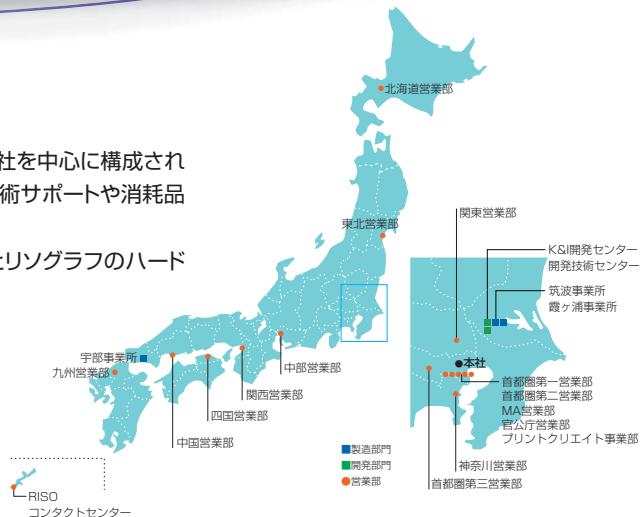 社を中心に構成され
術サポートや消耗品
とリソグラフのハード
北海道営業部
東北営業部
関東営業部
K&I開発センター
開発技術センター
筑波事業所
霞ヶ浦事業所
宇部事業所
九州営業部
中部営業部
関西営業部
四国営業部
中国営業部
本社
首都圏第一営業部
首都圏第二営業部
MA営業部
官公庁営業部
プリントクリエイト事業部
神奈川営業部
首都圏第三営業部
製造部門
開発部門
営業部
RISO
コンタクトセンター